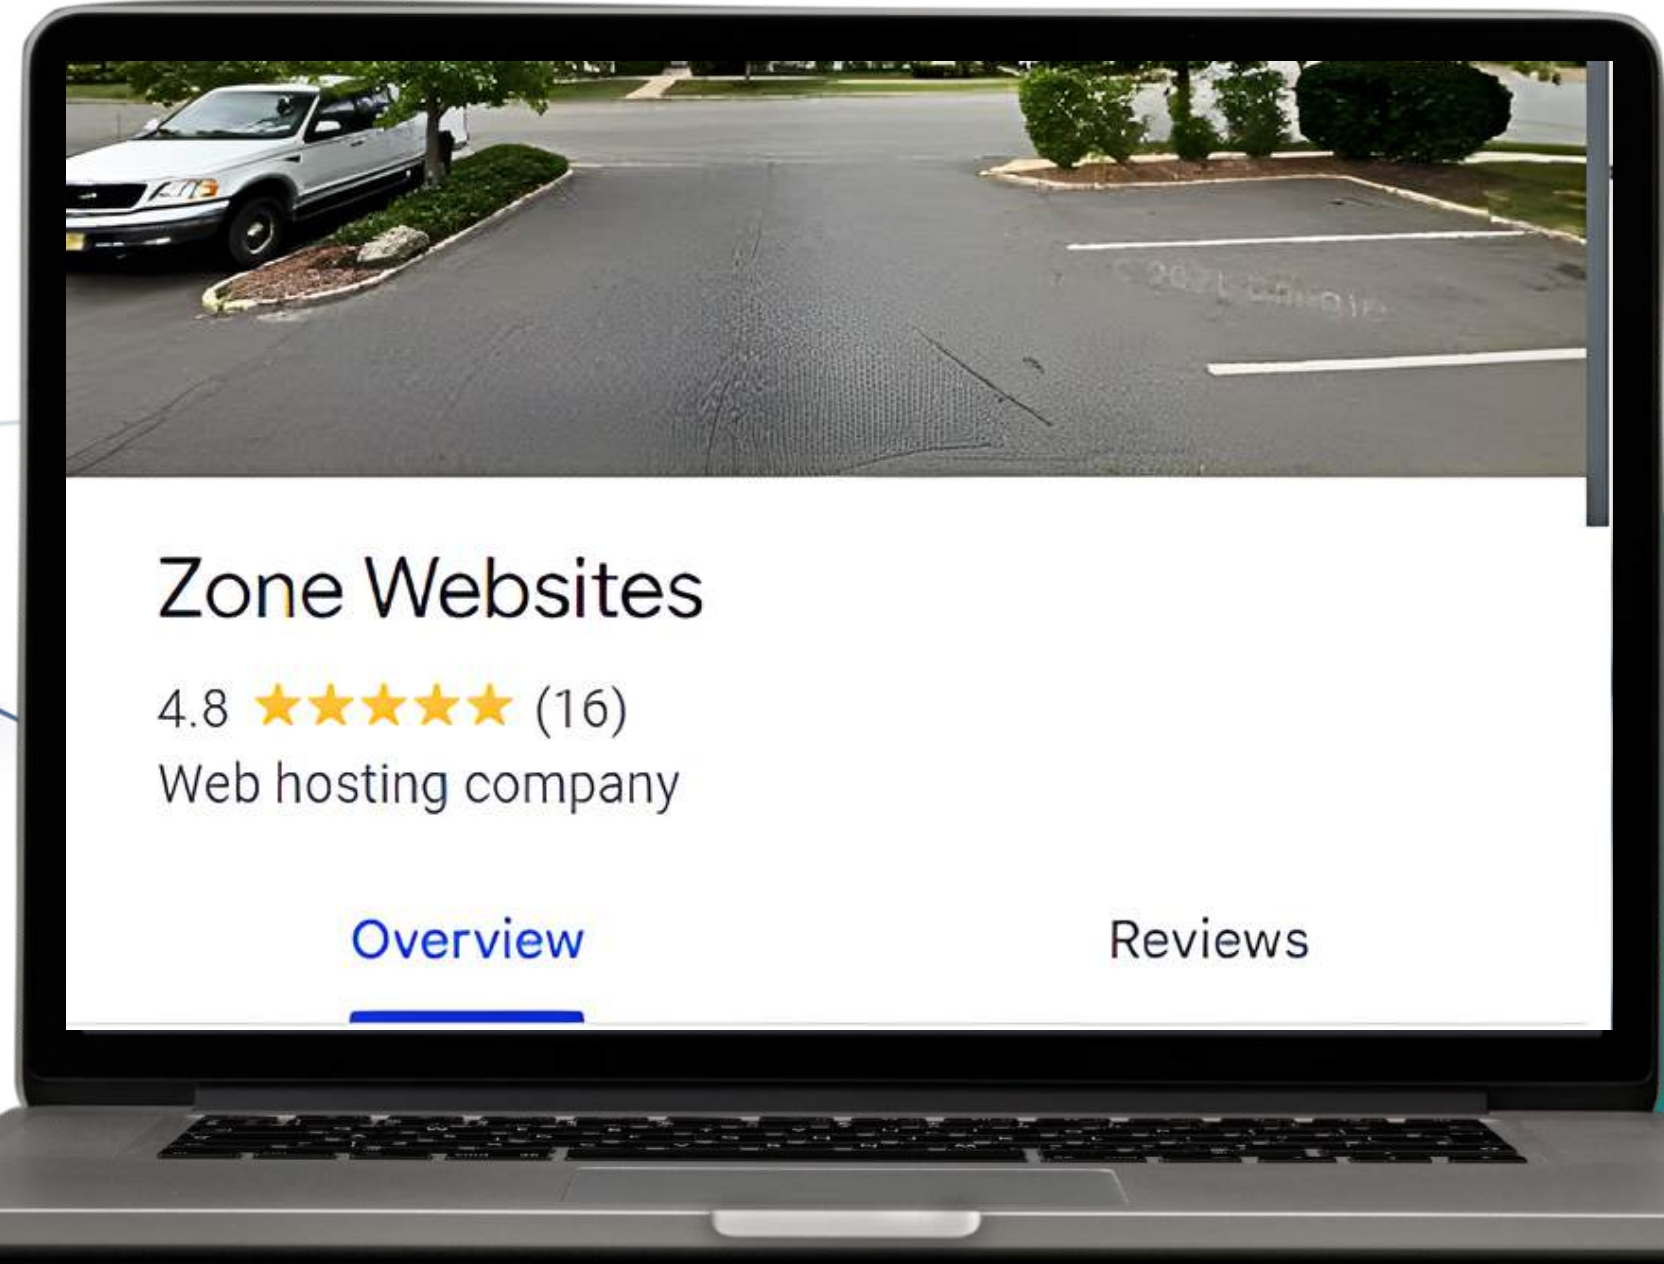 Zone Websites
4.8 ★★★★★ (16)
Web hosting company
Overview
Reviews